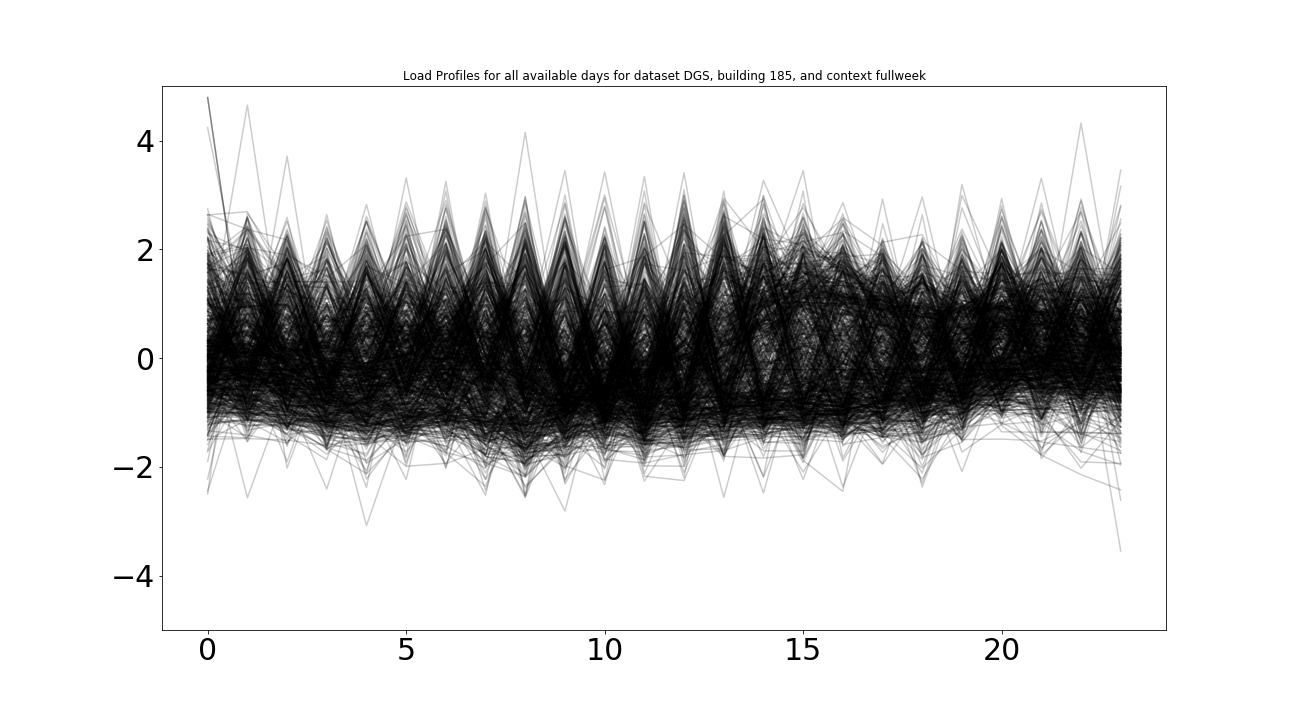 Load Profiles for all available days for dataset DGS, building 185, and context fullweek
4
2
0
−2
−4
0 5 10 15 20